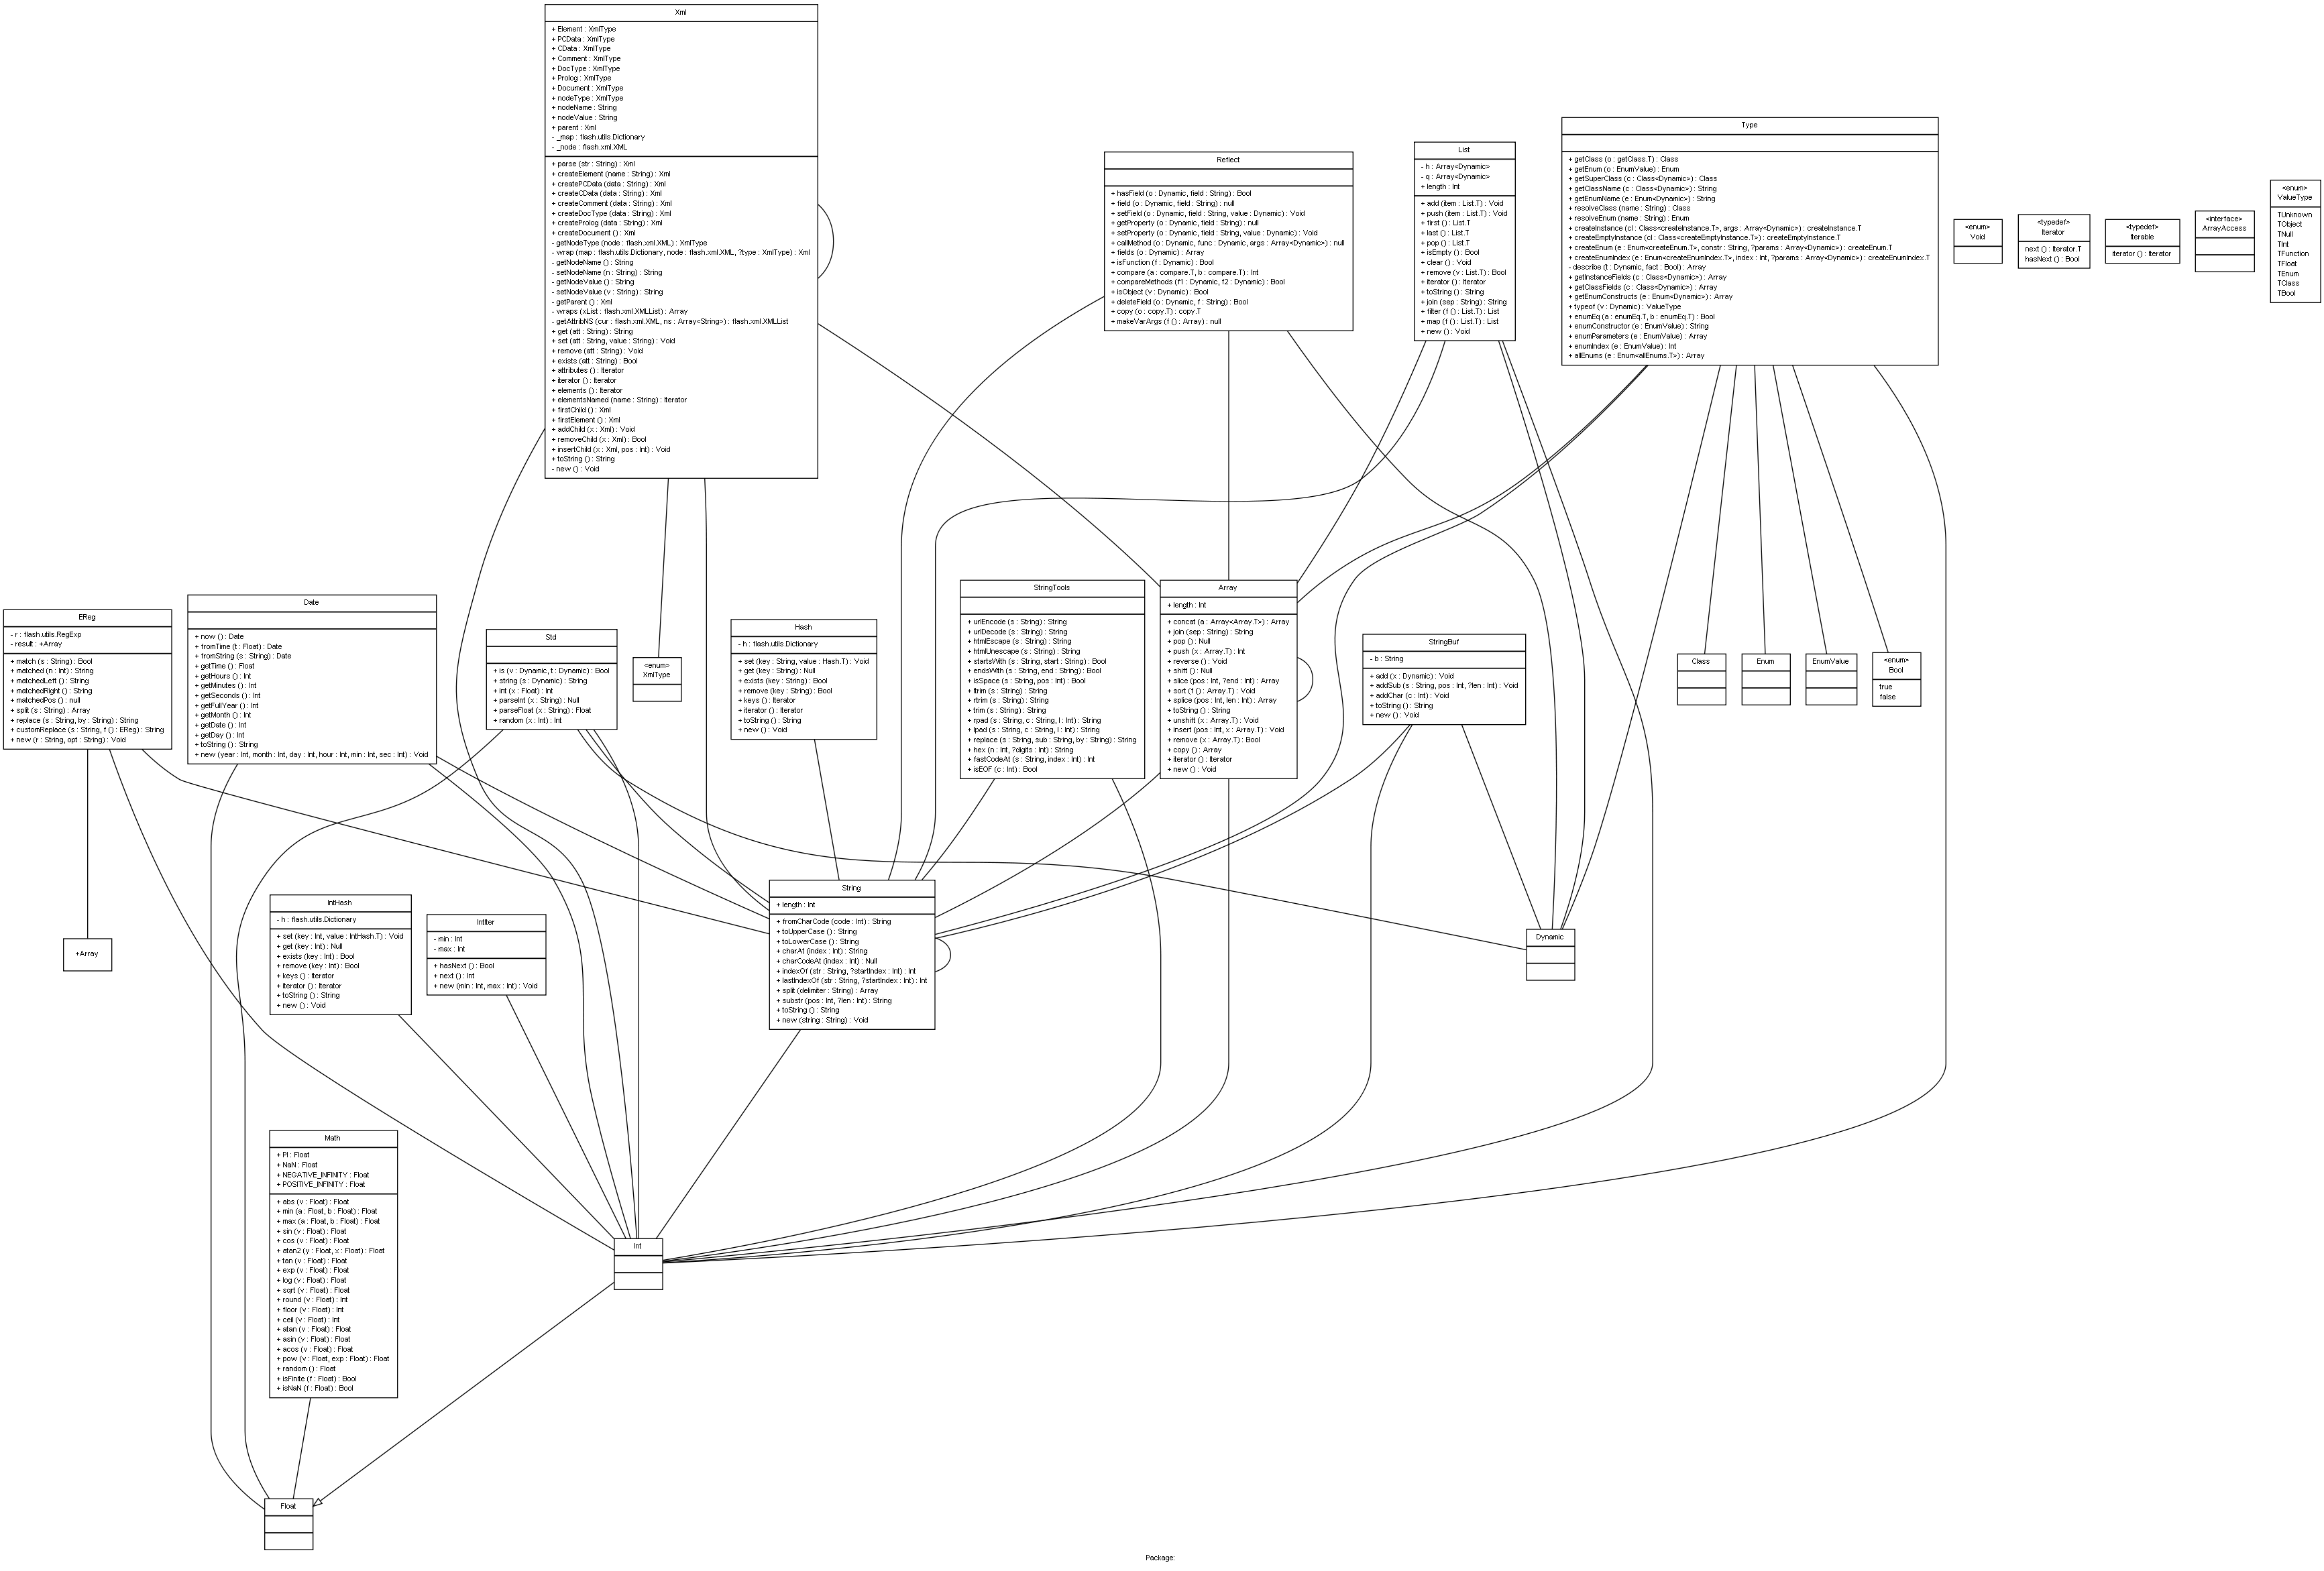 Xml
+ Element : XmlType
+ PCData : XmlType
+ CData : XmlType
+ Comment : XmlType
+ DocType : XmlType
+ Prolog : XmlType
+ Document : XmlType
+ nodeType : XmlType
+ nodeName : String
+ nodeValue : String
+ parent : Xml
- _map : flash.utils.Dictionary
- _node : flash.xml.XML
+ parse (str : String) : Xml
+ createElement (name : String) : Xml
+ createPCData (data : String) : Xml
+ createCData (data : String) : Xml
+ createComment (data : String) : Xml
+ createDocType (data : String) : Xml
+ createProlog (data : String) : Xml
+ createDocument () : Xml
- getNodeType (node : flash.xml.XML) : XmlType
- wrap (map : flash.utils.Dictionary, node : flash.xml.XML, ?type : XmlType) : Xml
- getNodeName () : String
- setNodeName (n : String) : String
- getNodeValue () : String
- setNodeValue (v : String) : String
- getParent () : Xml
- wraps (xList : flash.xml.XMLList) : Array
- getAttribNS (cur : flash.xml.XML, ns : Array<String>) : flash.xml.XMLList
+ get (att : String) : String
+ set (att : String, value : String) : Void
+ remove (att : String) : Void
+ exists (att : String) : Bool
+ attributes () : Iterator
+ iterator () : Iterator
+ elements () : Iterator
+ elementsNamed (name : String) : Iterator
+ firstChild () : Xml
+ firstElement () : Xml
+ addChild (x : Xml) : Void
+ removeChild (x : Xml) : Bool
+ insertChild (x : Xml, pos : Int) : Void
+ toString () : String
- new () : Void
Reflect
+ hasField (o : Dynamic, field : String) : Bool
+ field (o : Dynamic, field : String) : null
+ setField (o : Dynamic, field : String, value : Dynamic) : Void
+ getProperty (o : Dynamic, field : String) : null
+ setProperty (o : Dynamic, field : String, value : Dynamic) : Void
+ callMethod (o : Dynamic, func : Dynamic, args : Array<Dynamic>) : null
+ fields (o : Dynamic) : Array
+ isFunction (f : Dynamic) : Bool
+ compare (a : compare.T, b : compare.T) : Int
+ compareMethods (f1 : Dynamic, f2 : Dynamic) : Bool
+ isObject (v : Dynamic) : Bool
+ deleteField (o : Dynamic, f : String) : Bool
+ copy (o : copy.T) : copy.T
+ makeVarArgs (f () : Array) : null
List
- h : Array<Dynamic>
- q : Array<Dynamic>
+ length : Int
+ add (item : List.T) : Void
+ push (item : List.T) : Void
+ first () : List.T
+ last () : List.T
+ pop () : List.T
+ isEmpty () : Bool
+ clear () : Void
+ remove (v : List.T) : Bool
+ iterator () : Iterator
+ toString () : String
+ join (sep : String) : String
+ filter (f () : List.T) : List
+ map (f () : List.T) : List
+ new () : Void
Type
+ getClass (o : getClass.T) : Class
+ getEnum (o : EnumValue) : Enum
+ getSuperClass (c : Class<Dynamic>) : Class
+ getClassName (c : Class<Dynamic>) : String
+ getEnumName (e : Enum<Dynamic>) : String
+ resolveClass (name : String) : Class
+ resolveEnum (name : String) : Enum
+ createInstance (cl : Class<createInstance.T>, args : Array<Dynamic>) : createInstance.T
+ createEmptyInstance (cl : Class<createEmptyInstance.T>) : createEmptyInstance.T
+ createEnum (e : Enum<createEnum.T>, constr : String, ?params : Array<Dynamic>) : createEnum.T
+ createEnumIndex (e : Enum<createEnumIndex.T>, index : Int, ?params : Array<Dynamic>) : createEnumIndex.T
- describe (t : Dynamic, fact : Bool) : Array
+ getInstanceFields (c : Class<Dynamic>) : Array
+ getClassFields (c : Class<Dynamic>) : Array
+ getEnumConstructs (e : Enum<Dynamic>) : Array
+ typeof (v : Dynamic) : ValueType
+ enumEq (a : enumEq.T, b : enumEq.T) : Bool
+ enumConstructor (e : EnumValue) : String
+ enumParameters (e : EnumValue) : Array
+ enumIndex (e : EnumValue) : Int
+ allEnums (e : Enum<allEnums.T>) : Array
<enum>
Void
<typedef>
Iterator
next () : Iterator.T
hasNext () : Bool
<typedef>
Iterable
iterator () : Iterator
<interface>
ArrayAccess
<enum>
ValueType
TUnknown
TObject
TNull
TInt
TFunction
TFloat
TEnum
TClass
TBool
EReg
- r : flash.utils.RegExp
- result : +Array
+ match (s : String) : Bool
+ matched (n : Int) : String
+ matchedLeft () : String
+ matchedRight () : String
+ matchedPos () : null
+ split (s : String) : Array
+ replace (s : String, by : String) : String
+ customReplace (s : String, f () : EReg) : String
+ new (r : String, opt : String) : Void
Date
+ now () : Date
+ fromTime (t : Float) : Date
+ fromString (s : String) : Date
+ getTime () : Float
+ getHours () : Int
+ getMinutes () : Int
+ getSeconds () : Int
+ getFullYear () : Int
+ getMonth () : Int
+ getDate () : Int
+ getDay () : Int
+ toString () : String
+ new (year : Int, month : Int, day : Int, hour : Int, min : Int, sec : Int) : Void
Std
+ is (v : Dynamic, t : Dynamic) : Bool
+ string (s : Dynamic) : String
+ int (x : Float) : Int
+ parseInt (x : String) : Null
+ parseFloat (x : String) : Float
+ random (x : Int) : Int
<enum>
XmlType
Hash
- h : flash.utils.Dictionary
+ set (key : String, value : Hash.T) : Void
+ get (key : String) : Null
+ exists (key : String) : Bool
+ remove (key : String) : Bool
+ keys () : Iterator
+ iterator () : Iterator
+ toString () : String
+ new () : Void
StringTools
+ urlEncode (s : String) : String
+ urlDecode (s : String) : String
+ htmlEscape (s : String) : String
+ htmlUnescape (s : String) : String
+ startsWith (s : String, start : String) : Bool
+ endsWith (s : String, end : String) : Bool
+ isSpace (s : String, pos : Int) : Bool
+ ltrim (s : String) : String
+ rtrim (s : String) : String
+ trim (s : String) : String
+ rpad (s : String, c : String, l : Int) : String
+ lpad (s : String, c : String, l : Int) : String
+ replace (s : String, sub : String, by : String) : String
+ hex (n : Int, ?digits : Int) : String
+ fastCodeAt (s : String, index : Int) : Int
+ isEOF (c : Int) : Bool
Array
+ length : Int
+ concat (a : Array<Array.T>) : Array
+ join (sep : String) : String
+ pop () : Null
+ push (x : Array.T) : Int
+ reverse () : Void
+ shift () : Null
+ slice (pos : Int, ?end : Int) : Array
+ sort (f () : Array.T) : Void
+ splice (pos : Int, len : Int) : Array
+ toString () : String
+ unshift (x : Array.T) : Void
+ insert (pos : Int, x : Array.T) : Void
+ remove (x : Array.T) : Bool
+ copy () : Array
+ iterator () : Iterator
+ new () : Void
StringBuf
- b : String
+ add (x : Dynamic) : Void
+ addSub (s : String, pos : Int, ?len : Int) : Void
+ addChar (c : Int) : Void
+ toString () : String
+ new () : Void
Class
Enum
EnumValue
<enum>
Bool
true
false
+Array
IntHash
- h : flash.utils.Dictionary
+ set (key : Int, value : IntHash.T) : Void
+ get (key : Int) : Null
+ exists (key : Int) : Bool
+ remove (key : Int) : Bool
+ keys () : Iterator
+ iterator () : Iterator
+ toString () : String
+ new () : Void
IntIter
- min : Int
- max : Int
+ hasNext () : Bool
+ next () : Int
+ new (min : Int, max : Int) : Void
String
+ length : Int
+ fromCharCode (code : Int) : String
+ toUpperCase () : String
+ toLowerCase () : String
+ charAt (index : Int) : String
+ charCodeAt (index : Int) : Null
+ indexOf (str : String, ?startIndex : Int) : Int
+ lastIndexOf (str : String, ?startIndex : Int) : Int
+ split (delimiter : String) : Array
+ substr (pos : Int, ?len : Int) : String
+ toString () : String
+ new (string : String) : Void
Dynamic
Math
+ PI : Float
+ NaN : Float
+ NEGATIVE_INFINITY : Float
+ POSITIVE_INFINITY : Float
+ abs (v : Float) : Float
+ min (a : Float, b : Float) : Float
+ max (a : Float, b : Float) : Float
+ sin (v : Float) : Float
+ cos (v : Float) : Float
+ atan2 (y : Float, x : Float) : Float
+ tan (v : Float) : Float
+ exp (v : Float) : Float
+ log (v : Float) : Float
+ sqrt (v : Float) : Float
+ round (v : Float) : Int
+ floor (v : Float) : Int
+ ceil (v : Float) : Int
+ atan (v : Float) : Float
+ asin (v : Float) : Float
+ acos (v : Float) : Float
+ pow (v : Float, exp : Float) : Float
+ random () : Float
+ isFinite (f : Float) : Bool
+ isNaN (f : Float) : Bool
Int
Float
Package: